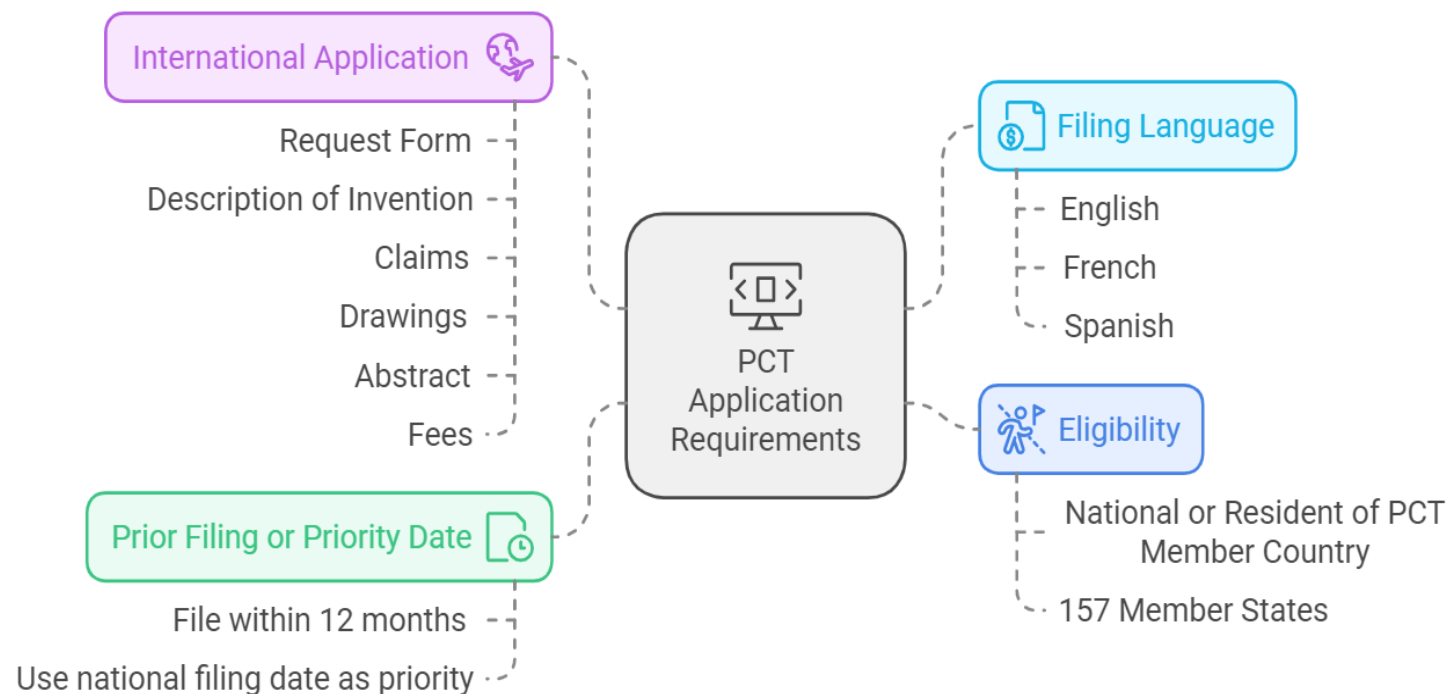 International Application
Request Form
Description of Invention
Claims
Drawings
Abstract
Fees
Prior Filing or Priority Date
File within 12 months
Use national filing date as priority
PCT
Application
Requirements
Filing Language
$
English
French
Spanish
Eligibility
National or Resident of PCT
Member Country
157 Member States